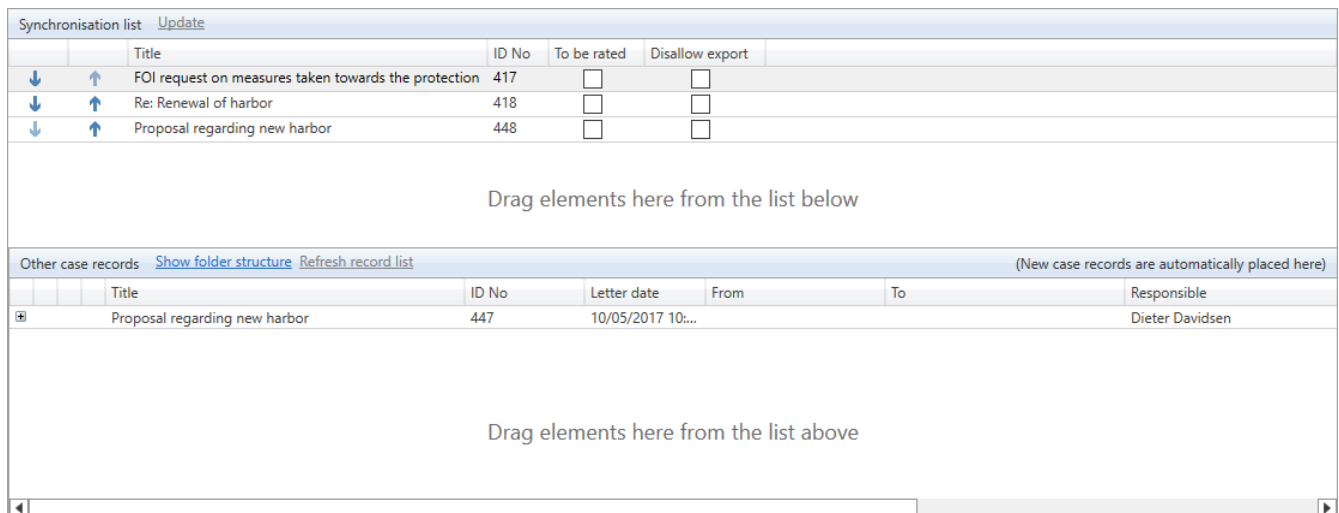 Synchronisation list Update
Title ID No To be rated Disallow export
FOI request on measures taken towards the protection 417
Re: Renewal of harbor 418
Proposal regarding new harbor 448
Drag elements here from the list below
Other case records Show folder structure Refresh record list (New case records are automatically placed here)
Title ID No Letter date From To Responsible
Proposal regarding new harbor 447 10/05/2017 10:... Dieter Davidsen
Drag elements here from the list above